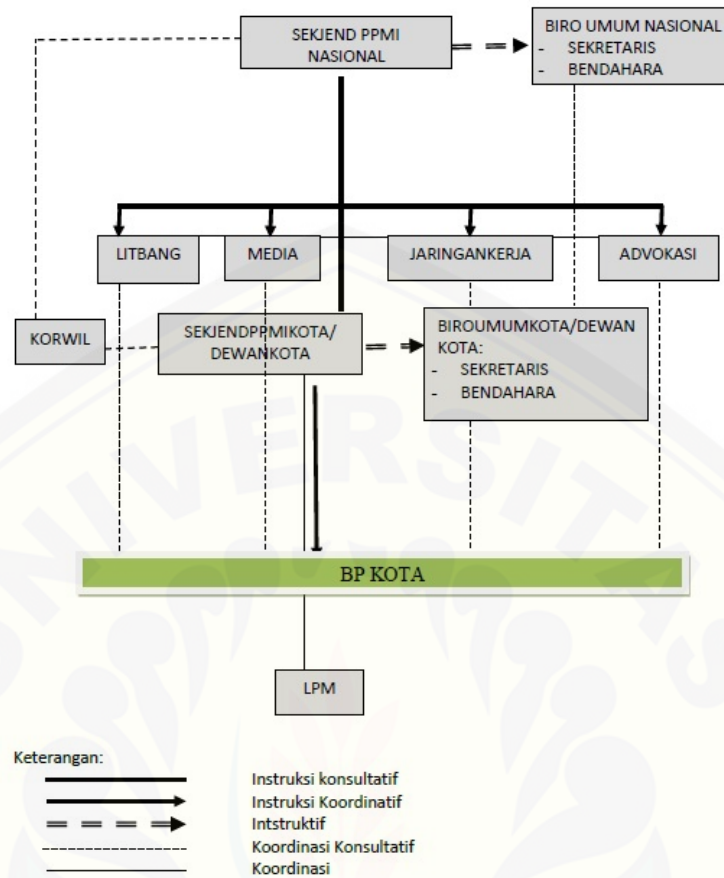 SEKJEND PPMI
NASIONAL
BIRO UMUM NASIONAL
- SEKRETARIS
- BENDAHARA
LITBANG
MEDIA
JARINGANKERJA
ADVOKASI
KORWIL
SEKJENDPPMIKOTA/
DEWANKOTA
BIROUMUMKOTA/DEWAN
KOTA:
- SEKRETARIS
- BENDAHARA
UNIVERSITAS
BP KOTA
LPM
Keterangan:
Instruksi konsultatif
Instruksi Koordinatif
Intstruktif
Koordinasi Konsultatif
Koordinasi